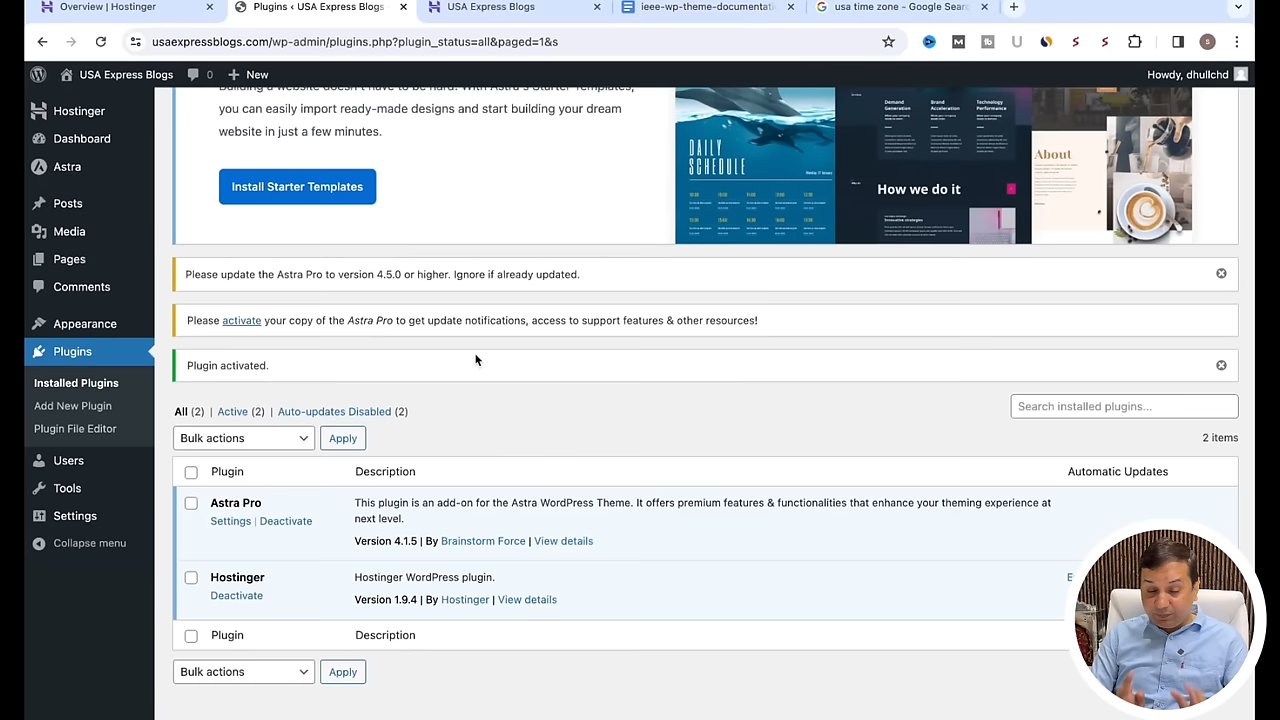 Overview | Hostinger
Plugins ‹ USA Express Blogs
USA Express Blogs
ieee-wp-theme-documentati
usa time zone - Google Sear
usaexpressblogs.com/wp-admin/plugins.php?plugin_status=all&paged=1&s
USA Express Blogs
0
New
Howdy, dhullchd
Hostinger
Dashboard
Astra
Posts
Media
Pages
Comments
Appearance
Plugins
Installed Plugins
Add New Plugin
Plugin File Editor
Users
Tools
Settings
Collapse menu
Building a website doesn't have to be hard. With Astra's Starter Templates,
you can easily import ready-made designs and start building your dream
website in just a few minutes.
Install Starter Templates
DAILY
SCHEDULE
Demand
Generation
Brand
Acceleration
Technology
Performance
How we do it
About
Please update the Astra Pro to version 4.5.0 or higher. Ignore if already updated.
Please activate your copy of the Astra Pro to get update notifications, access to support features & other resources!
Plugin activated.
All (2) | Active (2) | Auto-updates Disabled (2)
Search installed plugins...
Bulk actions
Apply
2 items
Plugin
Description
Automatic Updates
Astra Pro
Settings | Deactivate
This plugin is an add-on for the Astra WordPress Theme. It offers premium features & functionalities that enhance your theming experience at
next level.
Version 4.1.5 | By Brainstorm Force | View details
Hostinger
Deactivate
Hostinger WordPress plugin.
Version 1.9.4 | By Hostinger | View details
Plugin
Description
Bulk actions
Apply